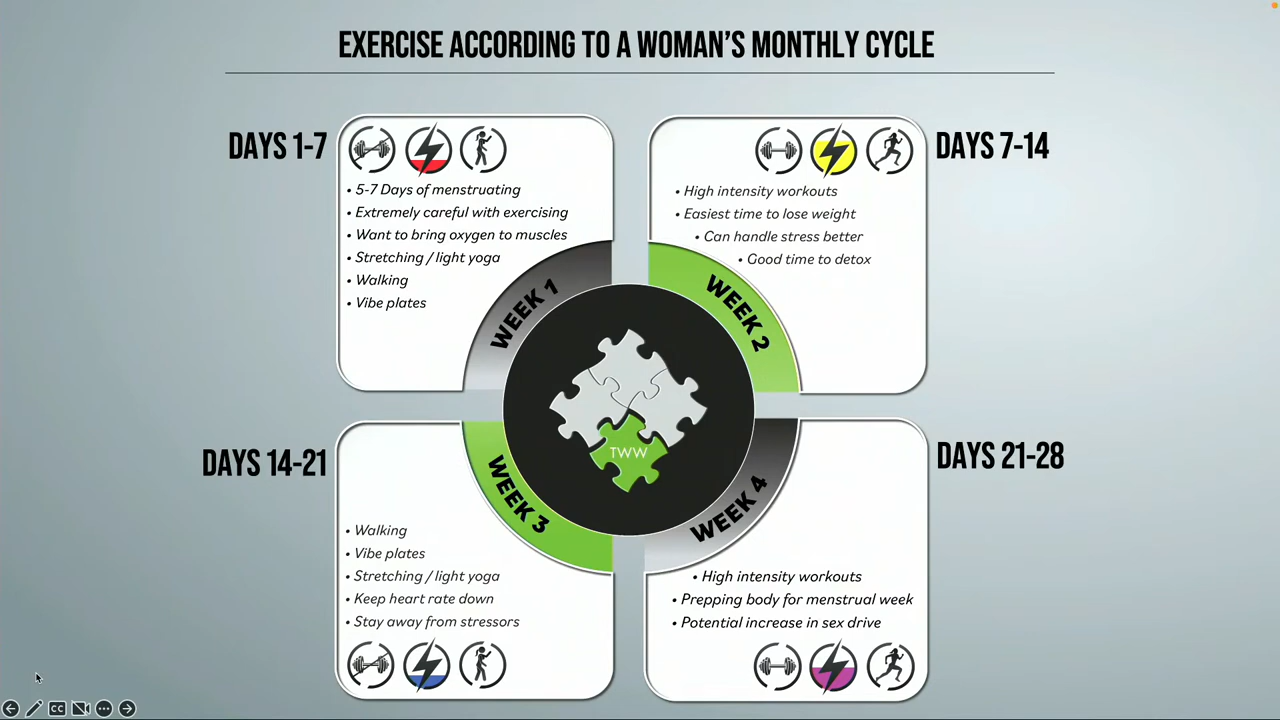 EXERCISE ACCORDING TO A WOMAN'S MONTHLY CYCLE
DAYS 1-7
• 5-7 Days of menstruating
• Extremely careful with exercising
• Want to bring oxygen to muscles
• Stretching / light yoga
• Walking
• Vibe plates
WEEK 1
DAYS 7-14
• High intensity workouts
• Easiest time to lose weight
• Can handle stress better
• Good time to detox
WEEK 2
TWW
DAYS 14-21
WEEK 3
• Walking
• Vibe plates
• Stretching / light yoga
• Keep heart rate down
• Stay away from stressors
DAYS 21-28
WEEK 4
• High intensity workouts
• Prepping body for menstrual week
• Potential increase in sex drive
CC